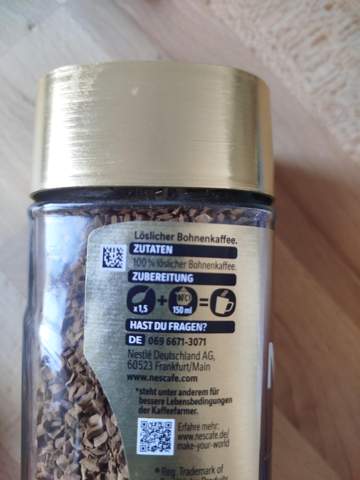 Löslicher Bohnenkaffee.
ZUTATEN
100 % löslicher Bohnenkaffee.
ZUBEREITUNG
x 1,5 + 150 ml =
HAST DU FRAGEN?
DE 069 6671-3071
Nestlé Deutschland AG,
60523 Frankfurt/Main
www.nescafe.com
*steht unter anderem für
bessere Lebensbedingungen
der Kaffeefarmer.
Erfahre mehr:
www.nescafe.de/
make-your-world
* Reg. Trademark of